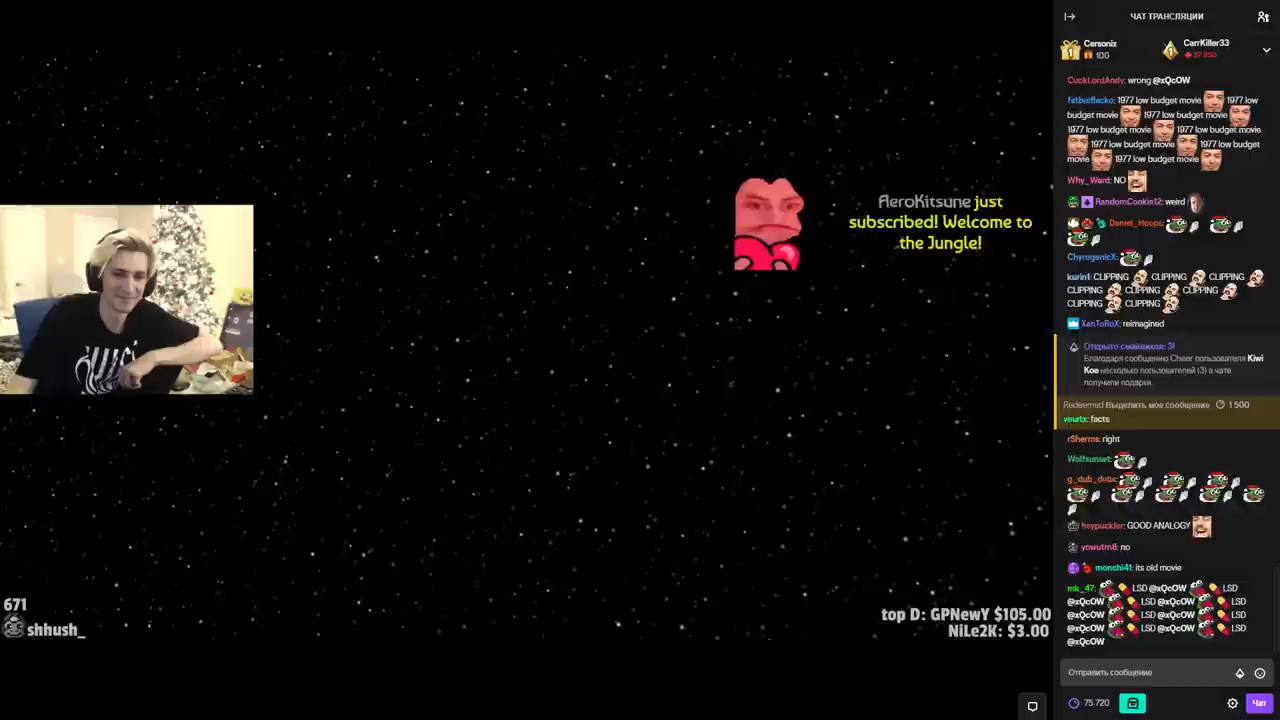 AeroKitsune just
subscribed! Welcome to
the Jungle!
671
shhush_
top D: GPNewY $105.00
NiLe2K: $3.00
ЧАТ ТРАНСЛЯЦИИ
Cersonix
100
CarrKiller33
37 250
CuckLordAndy: wrong @xQcOW
fatboiflacko: 1977 low budget movie 1977 low
budget movie 1977 low budget movie
1977 low budget movie 1977 low budget
movie 1977 low budget movie
movie 1977 low budget movie
Why_Ward: NO
RandomCookie12: weird
Daniel_Hoops:
ChyrogenicX:
kurin1: CLIPPING CLIPPING CLIPPING
CLIPPING CLIPPING CLIPPING
CLIPPING CLIPPING
XenToRoX: reimagined
Открыто смайликов: 3!
Благодаря сообщению Cheer пользователя Kiwi
Koe несколько пользователей (3) в чате
получили подарки.
Redeemed Выделить мое сообщение 1 500
yourtx: facts
rSherms: right
Wolfsunset:
g_dub_dubs:
heypuckler: GOOD ANALOGY
yowutm8: no
monchi41: its old movie
mk_47: LSD @xQcOW LSD
@xQcOW LSD @xQcOW LSD
@xQcOW LSD @xQcOW LSD
@xQcOW LSD @xQcOW LSD
@xQcOW
Отправить сообщение
75 720
Чат